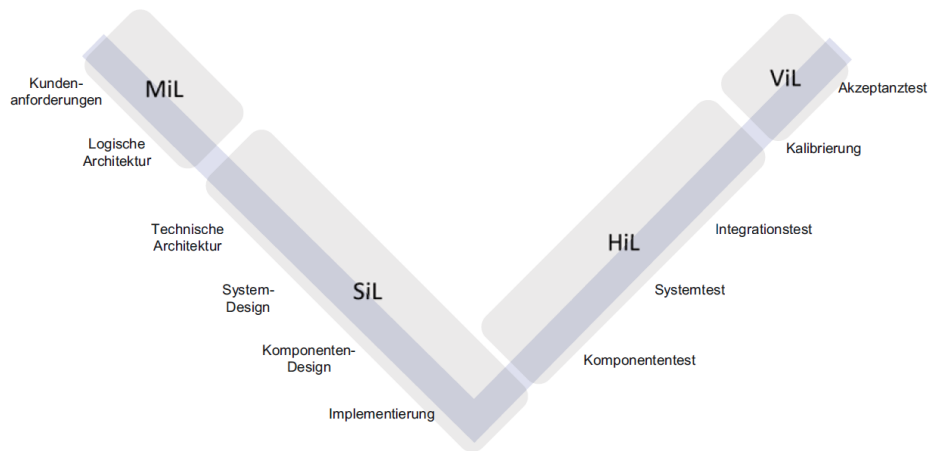 MiL
Kunden-
anforderungen
Logische
Architektur
Technische
Architektur
SiL
System-
Design
Komponenten-
Design
Implementierung
ViL
Akzeptanztest
Kalibrierung
Integrationstest
HiL
Systemtest
Komponententest